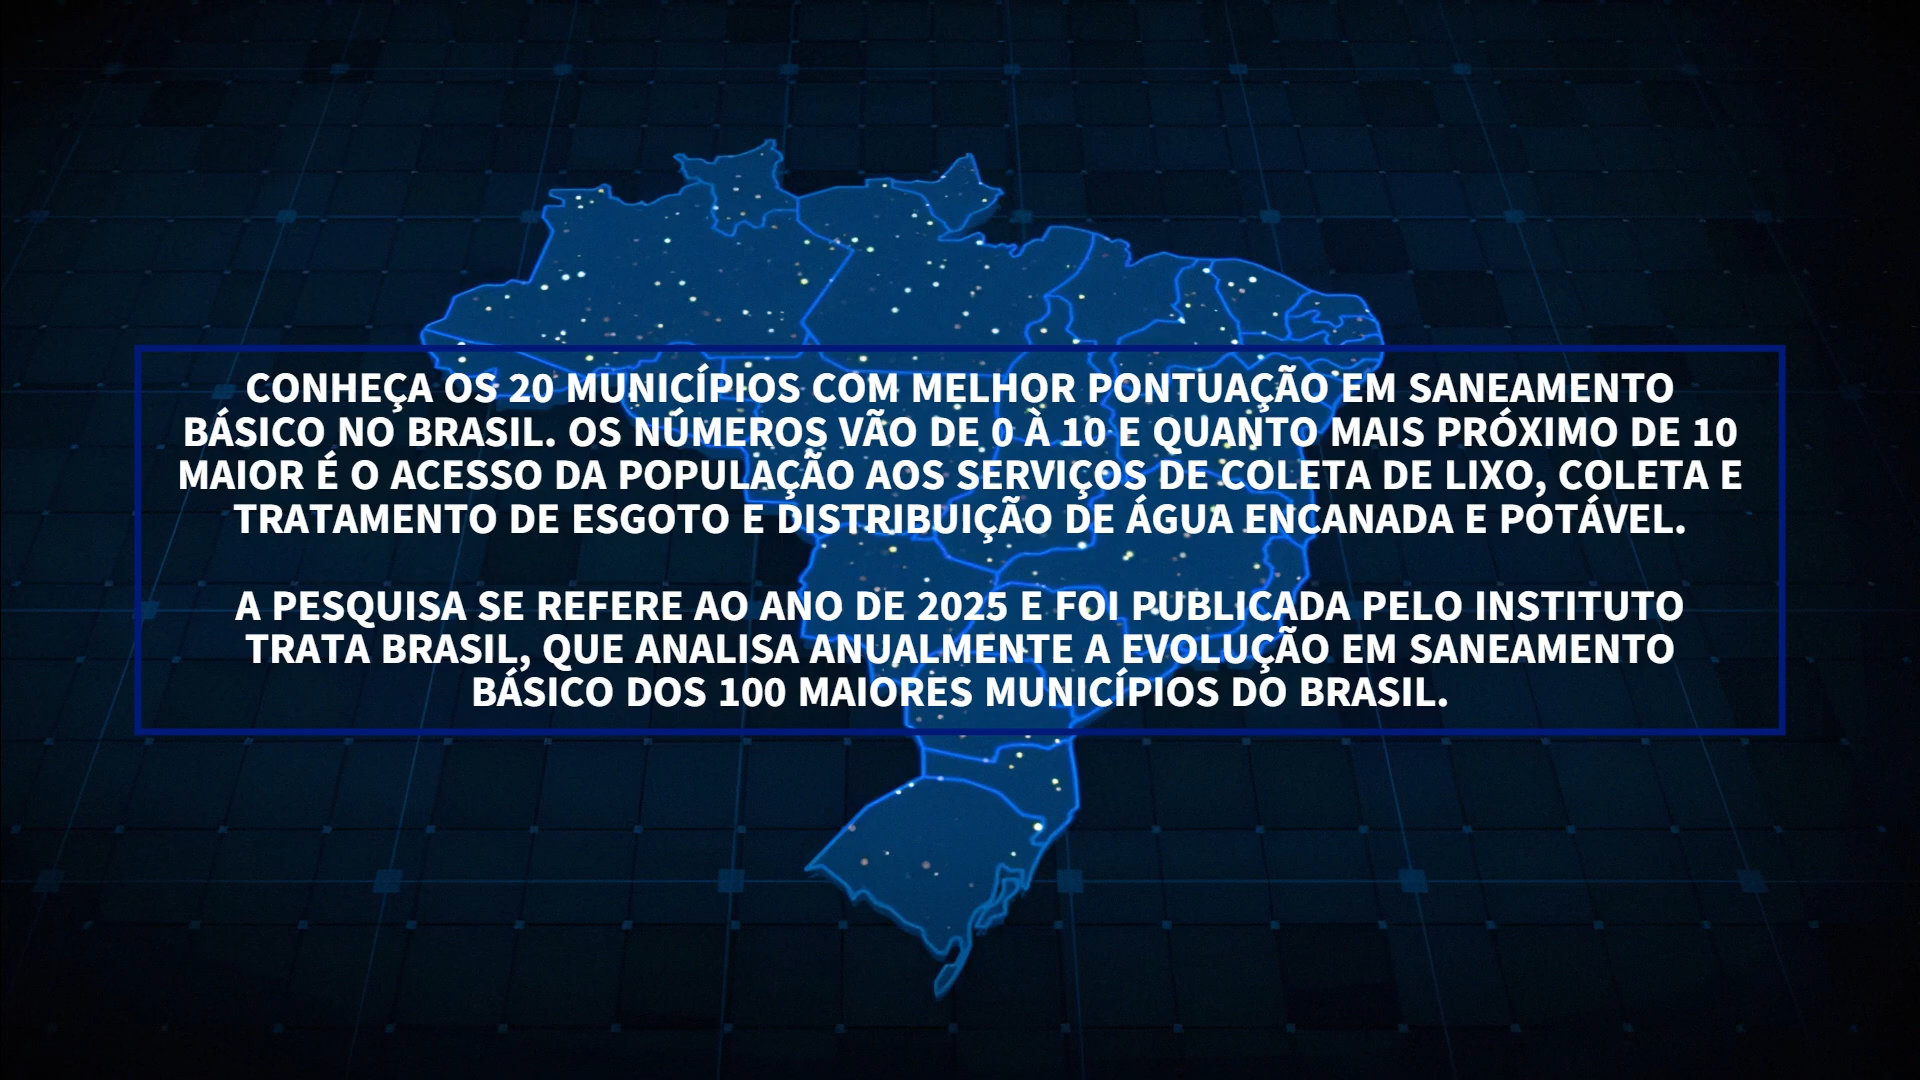 CONHEÇA OS 20 MUNICÍPIOS COM MELHOR PONTUAÇÃO EM SANEAMENTO
BÁSICO NO BRASIL. OS NÚMEROS VÃO DE 0 À 10 E QUANTO MAIS PRÓXIMO DE 10
MAIOR É O ACESSO DA POPULAÇÃO AOS SERVIÇOS DE COLETA DE LIXO, COLETA E
TRATAMENTO DE ESGOTO E DISTRIBUIÇÃO DE ÁGUA ENCANADA E POTÁVEL.
A PESQUISA SE REFERE AO ANO DE 2025 E FOI PUBLICADA PELO INSTITUTO
TRATA BRASIL, QUE ANALISA ANUALMENTE A EVOLUÇÃO EM SANEAMENTO
BÁSICO DOS 100 MAIORES MUNICÍPIOS DO BRASIL.